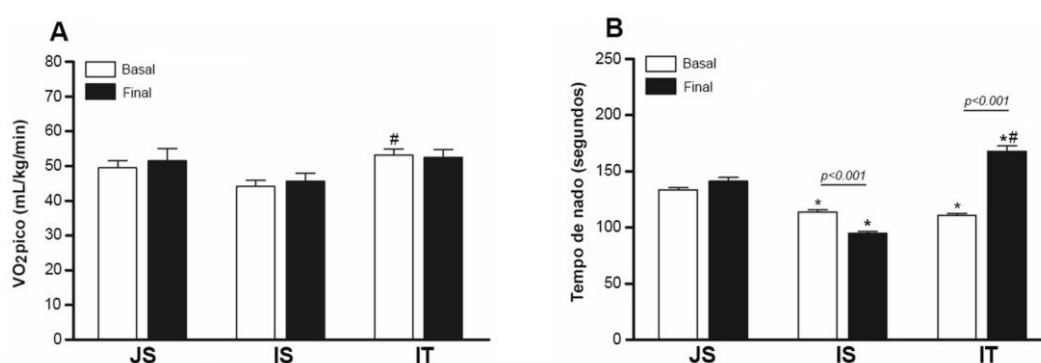 A
VO2pico (mL/kg/min)
80
70
60
50
40
30
20
10
0
Basal
Final
#
JS
IS
IT
B
Tempo de nado (segundos)
250
200
150
100
50
0
Basal
Final
p<0.001
*
*
p<0.001
*
*#
JS
IS
IT